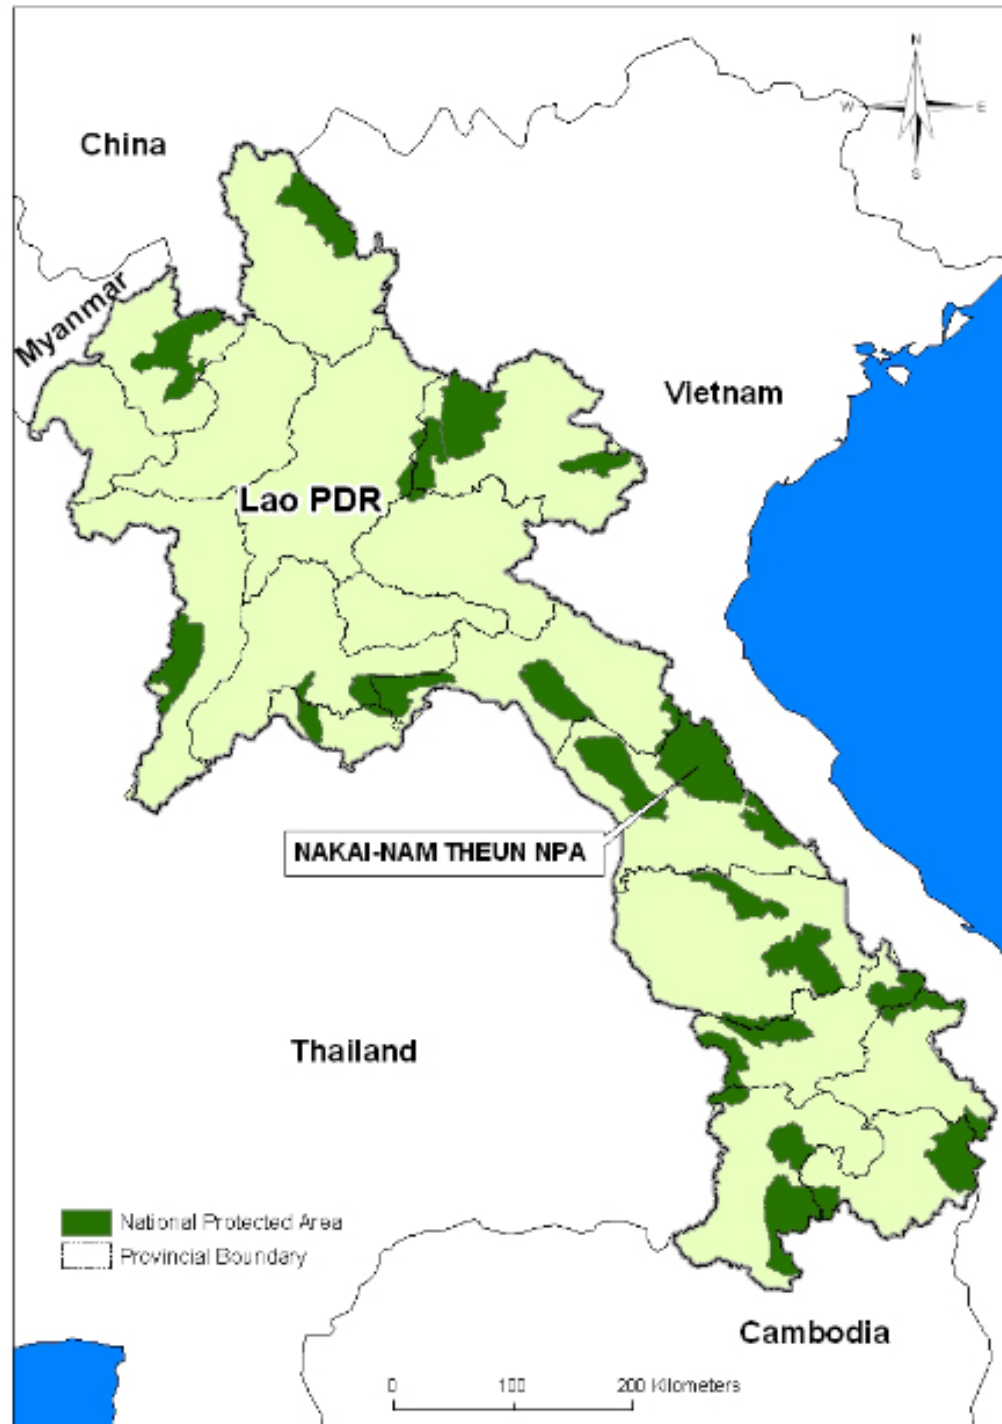 N
W E
S
China
Myanmar
Vietnam
Lao PDR
NAKAI-NAM THEUN NPA
Thailand
National Protected Area
Provincial Boundary
Cambodia
0 100 200 Kilometers